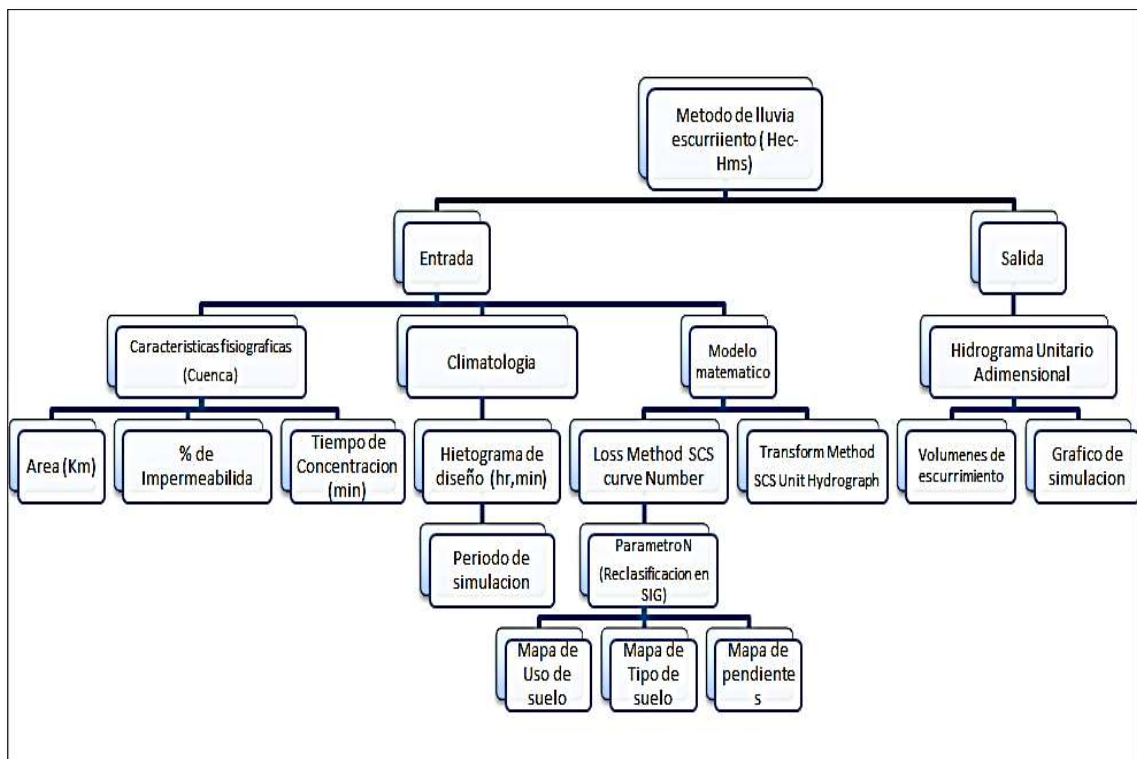 Metodo de lluvia
escurriiento ( Hec-
Hms)
Entrada
Salida
Caracteristicas fisiograficas
(Cuenca)
Climatologia
Modelo
matematico
Hidrograma Unitario
Adimensional
Area (Km)
% de
Impermeabilida
Tiempo de
Concentracion
(min)
Hietograma de
diseño (hr,min)
Loss Method SCS
curve Number
Transform Method
SCS Unit Hydrograph
Volumenes de
escurrimiento
Grafico de
simulacion
Periodo de
simulacion
Parametro N
(Reclasificacion en
SIG)
Mapa de
Uso de
suelo
Mapa de
Tipo de
suelo
Mapa de
pendiente
s